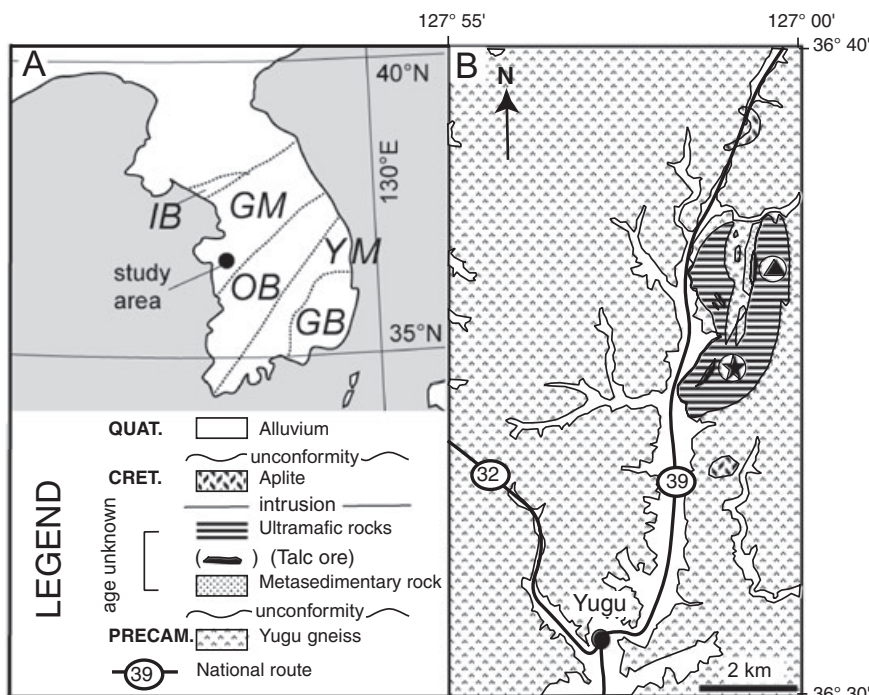 127° 55'
127° 00'
36° 40'
A
40°N
130°E
IB
GM
YM
study
area
OB
GB
35°N
B
N
32
39
Yugu
2 km
36° 30'
LEGEND
QUAT.
Alluvium
unconformity
CRET.
Aplite
intrusion
age unknown
Ultramafic rocks
( ) (Talc ore)
Metasedimentary rock
unconformity
PRECAM.
Yugu gneiss
39
National route